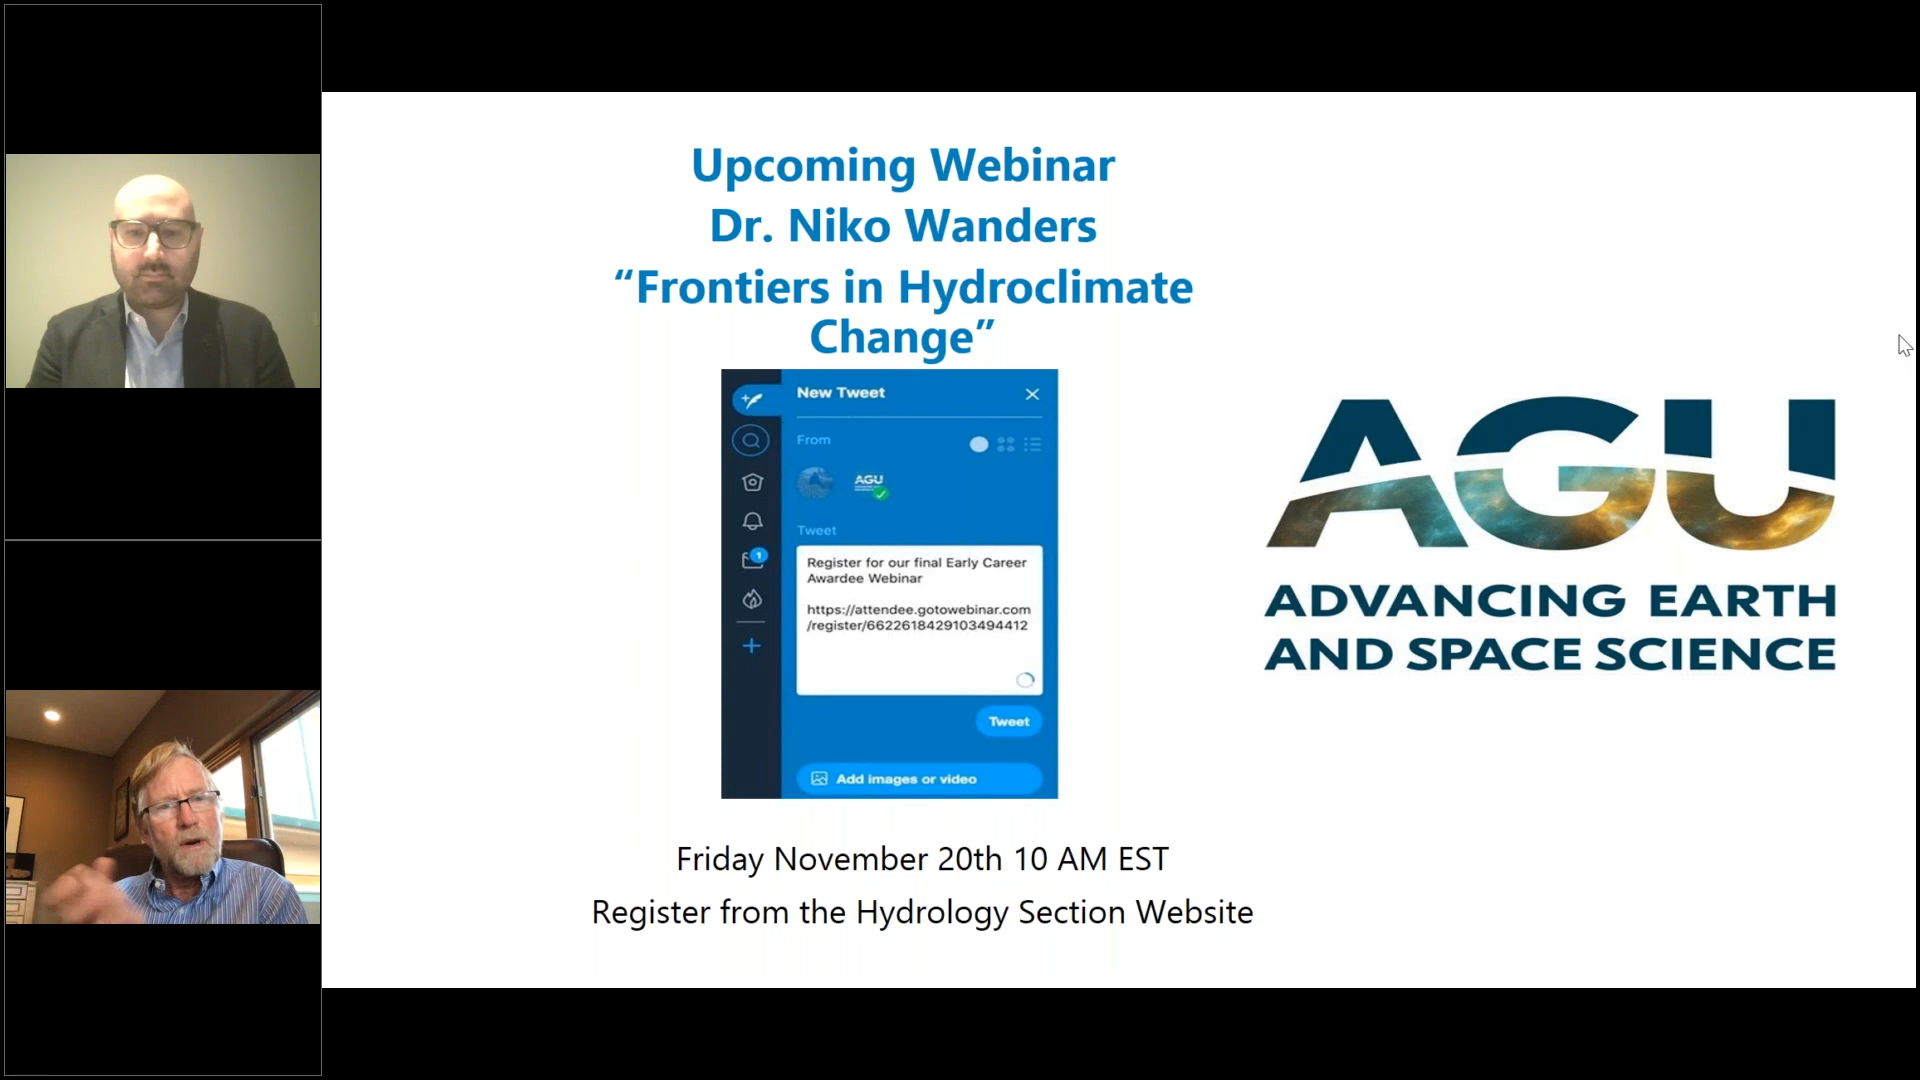 Upcoming Webinar
Dr. Niko Wanders
“Frontiers in Hydroclimate
Change”
New Tweet
From
AGU
Tweet
1
Register for our final Early Career
Awardee Webinar
https://attendee.gotowebinar.com
/register/6622618429103494412
Tweet
Add images or video
Friday November 20th 10 AM EST
Register from the Hydrology Section Website
AGU
ADVANCING EARTH
AND SPACE SCIENCE